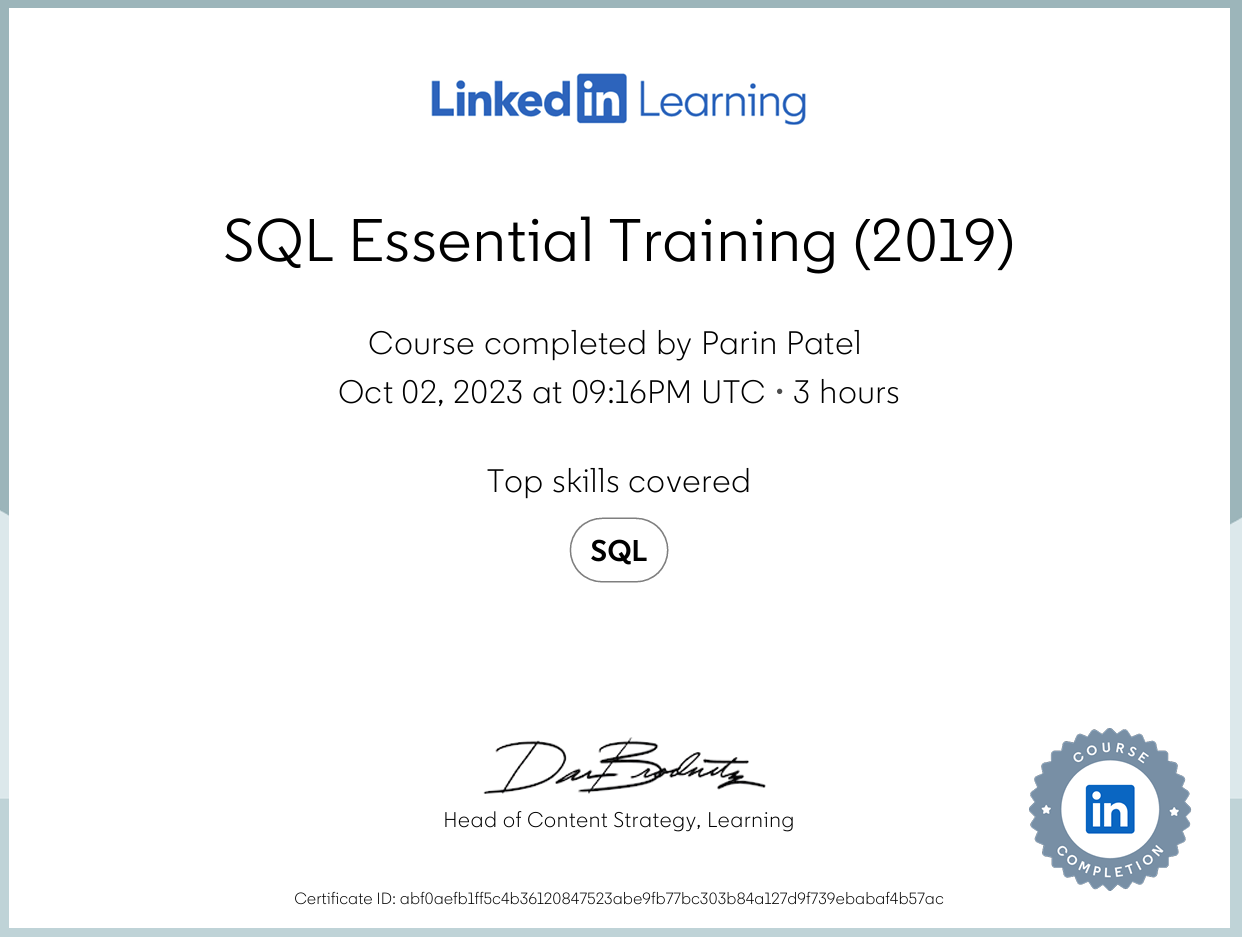 Linked in Learning
SQL Essential Training (2019)
Course completed by Parin Patel
Oct 02, 2023 at 09:16PM UTC • 3 hours
Top skills covered
SQL
Dan Brodnitz
Head of Content Strategy, Learning
COURSE
in
COMPLETION
Certificate ID: abf0aefb1ff5c4b36120847523abe9fb77bc303b84a127d9f739ebabaf4b57ac